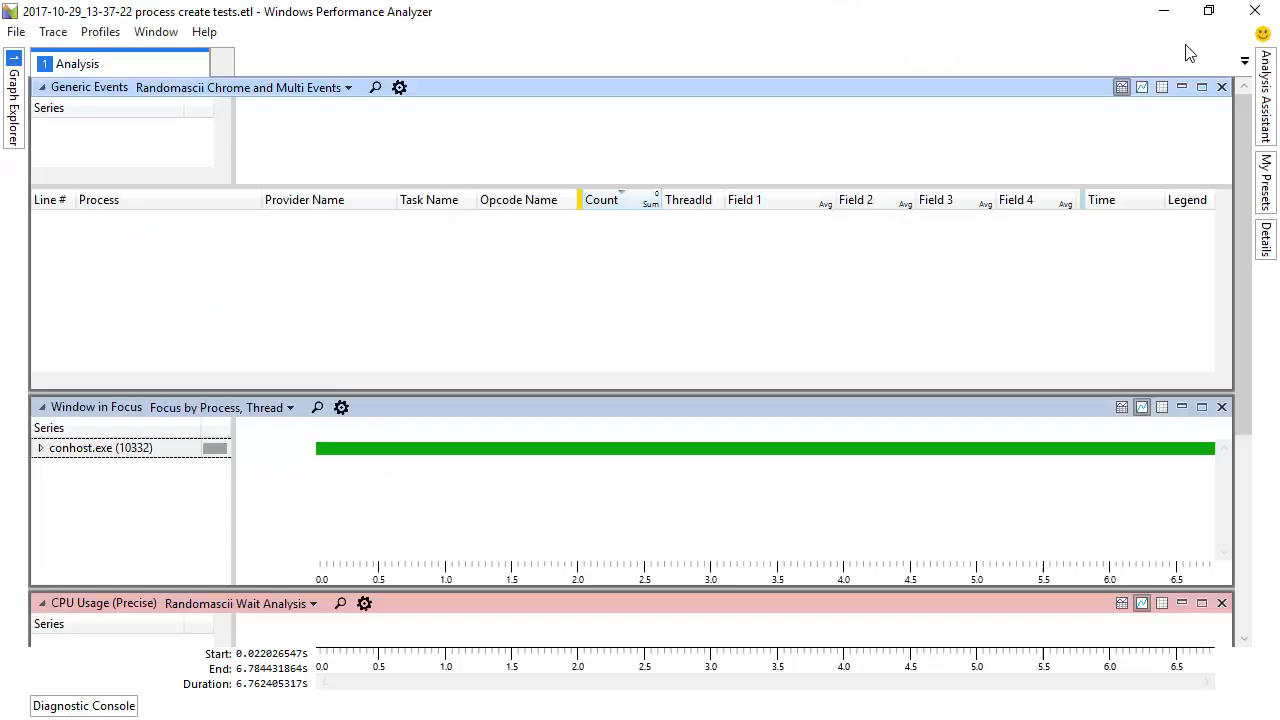 2017-10-29_13-37-22 process create tests.etl - Windows Performance Analyzer
File Trace Profiles Window Help
1 Analysis
1 Graph Explorer
Generic Events Randomascii Chrome and Multi Events
Series
Line # Process Provider Name Task Name Opcode Name Count 0 Sum ThreadId Field 1 Avg Field 2 Avg Field 3 Avg Field 4 Avg Time Legend
Window in Focus Focus by Process, Thread
Series
conhost.exe (10332)
0.0 0.5 1.0 1.5 2.0 2.5 3.0 3.5 4.0 4.5 5.0 5.5 6.0 6.5
CPU Usage (Precise) Randomascii Wait Analysis
Series
Start: 0.022026547s
End: 6.784431864s
Duration: 6.762405317s
0.0 0.5 1.0 1.5 2.0 2.5 3.0 3.5 4.0 4.5 5.0 5.5 6.0 6.5
Diagnostic Console
Analysis Assistant
My Presets
Details